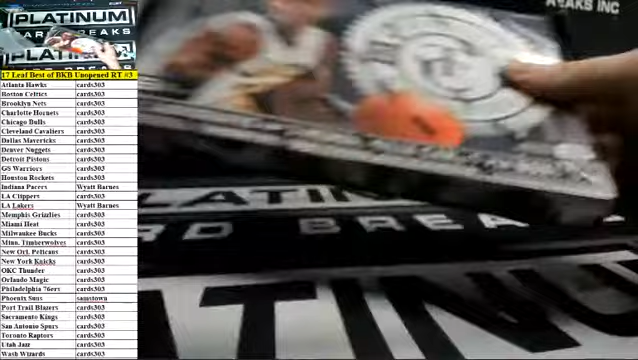 PLATINUM
PLATINUM
17 Leaf Best of BKB Unopened RT #3
Atlanta Hawks cards303
Boston Celtics cards303
Brooklyn Nets cards303
Charlotte Hornets cards303
Chicago Bulls cards303
Cleveland Cavaliers cards303
Dallas Mavericks cards303
Denver Nuggets cards303
Detroit Pistons cards303
GS Warriors cards303
Houston Rockets cards303
Indiana Pacers Wyatt Barnes
LA Clippers cards303
LA Lakers Wyatt Barnes
Memphis Grizzlies cards303
Miami Heat cards303
Milwaukee Bucks cards303
Minn. Timberwolves cards303
New Orl. Pelicans cards303
New York Knicks cards303
OKC Thunder cards303
Orlando Magic cards303
Philadelphia 76ers cards303
Phoenix Suns samstown
Port Trail Blazers cards303
Sacramento Kings cards303
San Antonio Spurs cards303
Toronto Raptors cards303
Utah Jazz cards303
Wash Wizards cards303
INC
PLATIN
RD BREA
ATINU